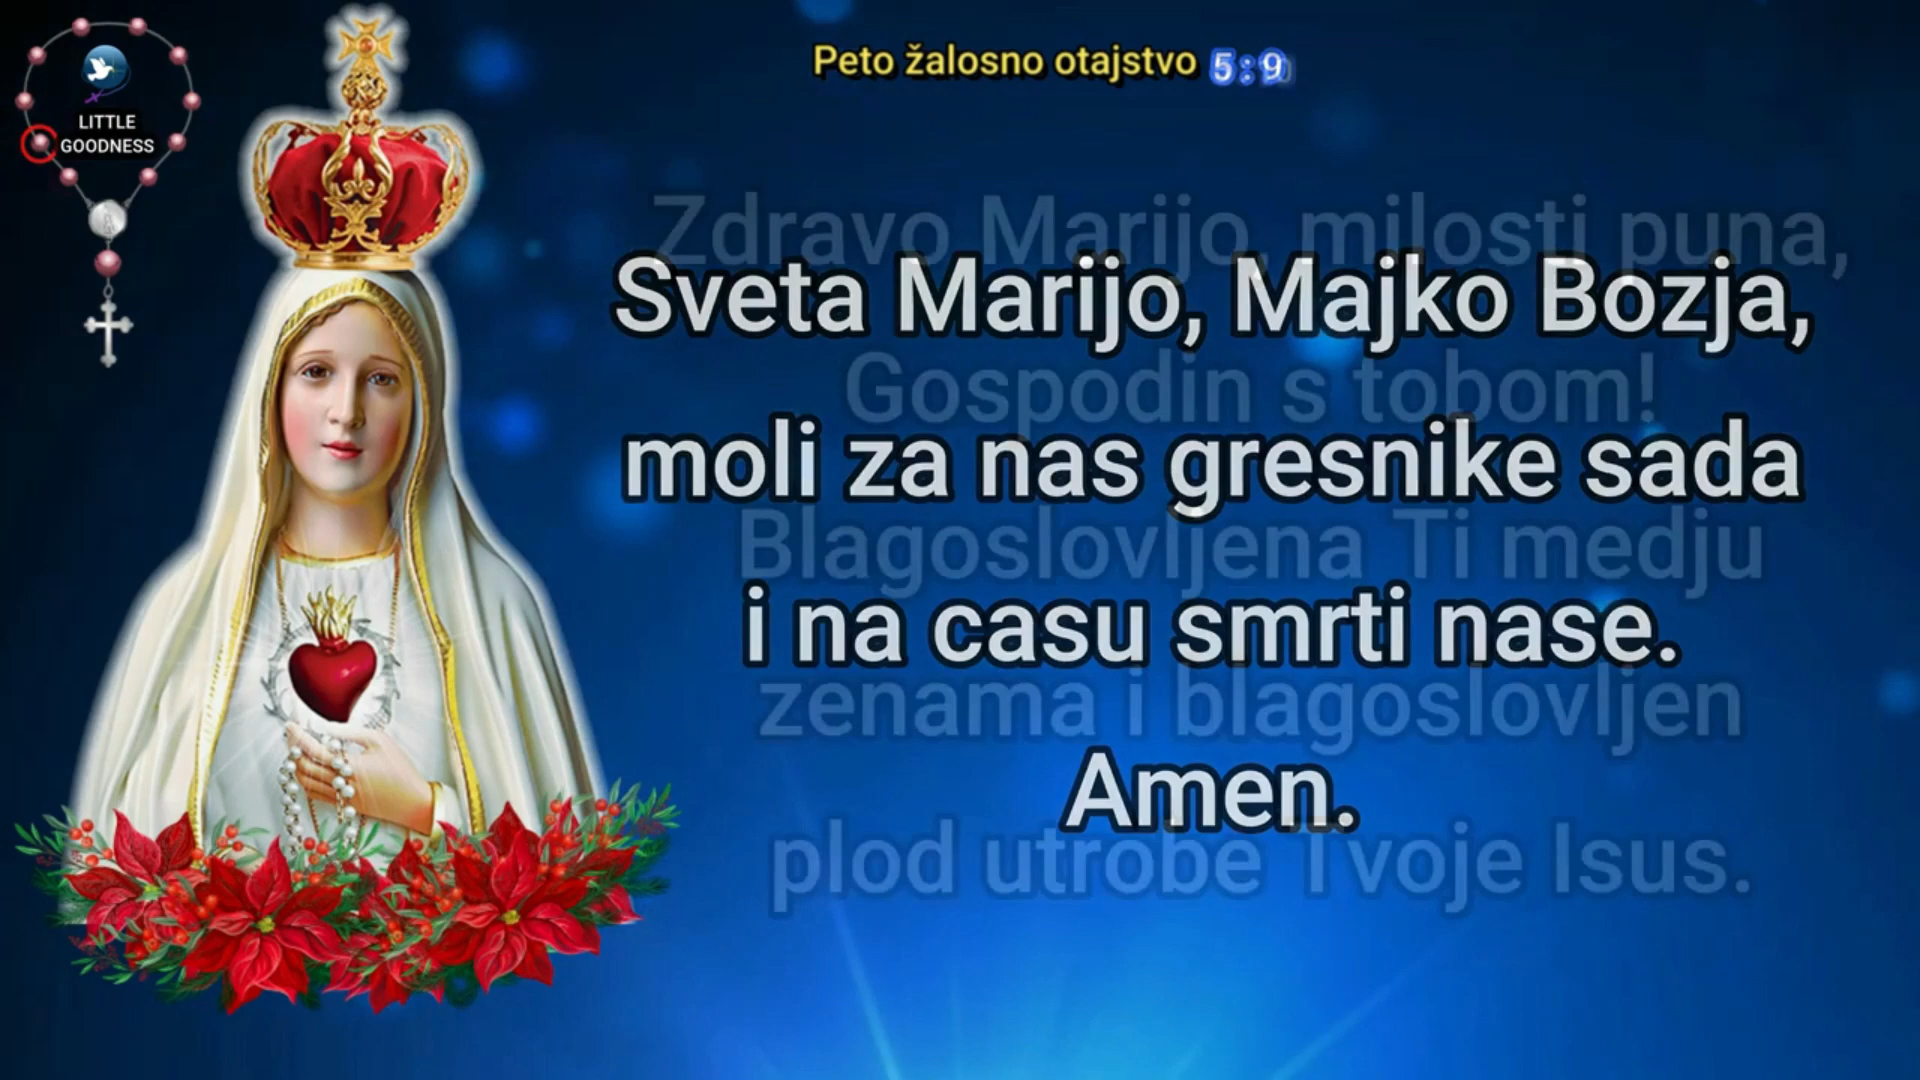 LITTLE
GOODNESS
Peto žalosno otajstvo 5:9
Zdravo Marijo, milosti puna,
Sveta Marijo, Majko Bozja,
Gospodin s tobom!
moli za nas gresnike sada
Blagoslovljena Ti medju
i na casu smrti nase.
zenama i blagoslovljen
Amen.
plod utrobe Tvoje Isus.